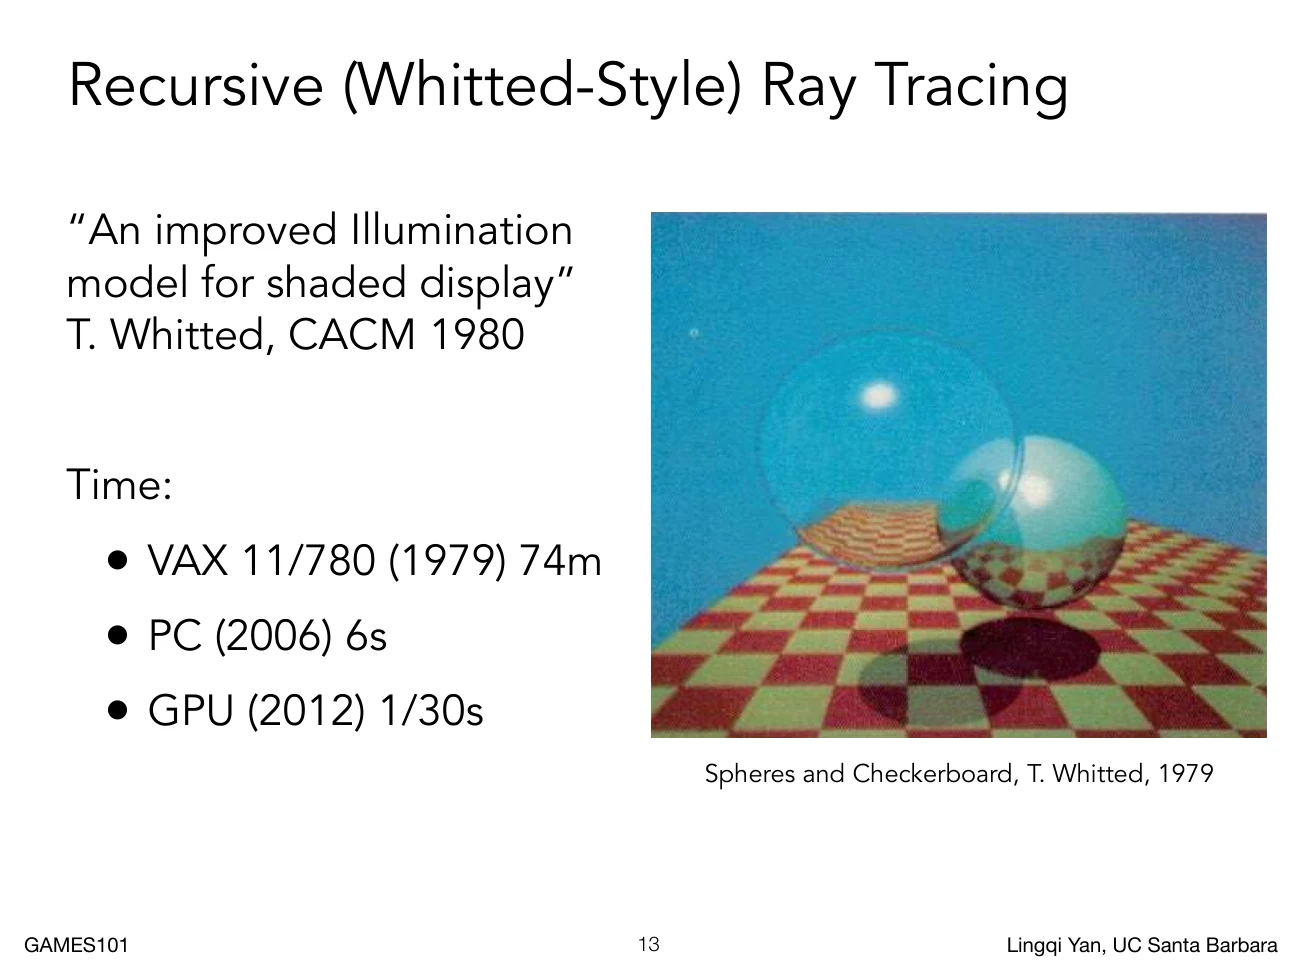 Recursive (Whitted-Style) Ray Tracing
“An improved Illumination
model for shaded display”
T. Whitted, CACM 1980
Time:
• VAX 11/780 (1979) 74m
• PC (2006) 6s
• GPU (2012) 1/30s
Spheres and Checkerboard, T. Whitted, 1979
GAMES101
13
Lingqi Yan, UC Santa Barbara